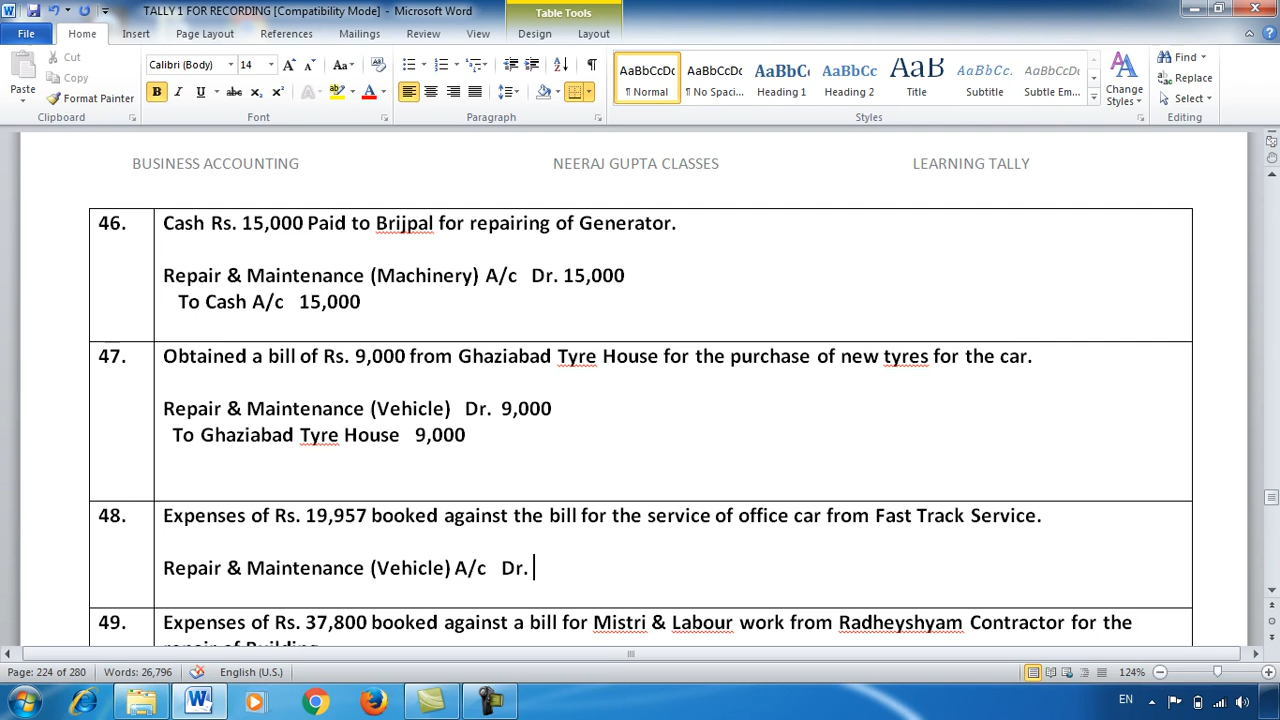 TALLY 1 FOR RECORDING [Compatibility Mode] - Microsoft Word
Table Tools
File Home Insert Page Layout References Mailings Review View Design Layout
Paste
Cut
Copy
Format Painter
Clipboard
Calibri (Body) 14
Font
Paragraph
AaBbCcDc AaBbCcDc AaBbCc AaBbCc AaB AaBbCc. AaBbCcDc
¶ Normal ¶ No Spaci... Heading 1 Heading 2 Title Subtitle Subtle Em...
Styles
Change Styles
Find
Replace
Select
Editing
BUSINESS ACCOUNTING NEERAJ GUPTA CLASSES LEARNING TALLY
46. Cash Rs. 15,000 Paid to Brijpal for repairing of Generator.
Repair & Maintenance (Machinery) A/c Dr. 15,000
To Cash A/c 15,000
47. Obtained a bill of Rs. 9,000 from Ghaziabad Tyre House for the purchase of new tyres for the car.
Repair & Maintenance (Vehicle) Dr. 9,000
To Ghaziabad Tyre House 9,000
48. Expenses of Rs. 19,957 booked against the bill for the service of office car from Fast Track Service.
Repair & Maintenance (Vehicle) A/c Dr.
49. Expenses of Rs. 37,800 booked against a bill for Mistri & Labour work from Radheyshyam Contractor for the
repair of Building.
Page: 224 of 280 Words: 26,796 English (U.S.) 124%
EN